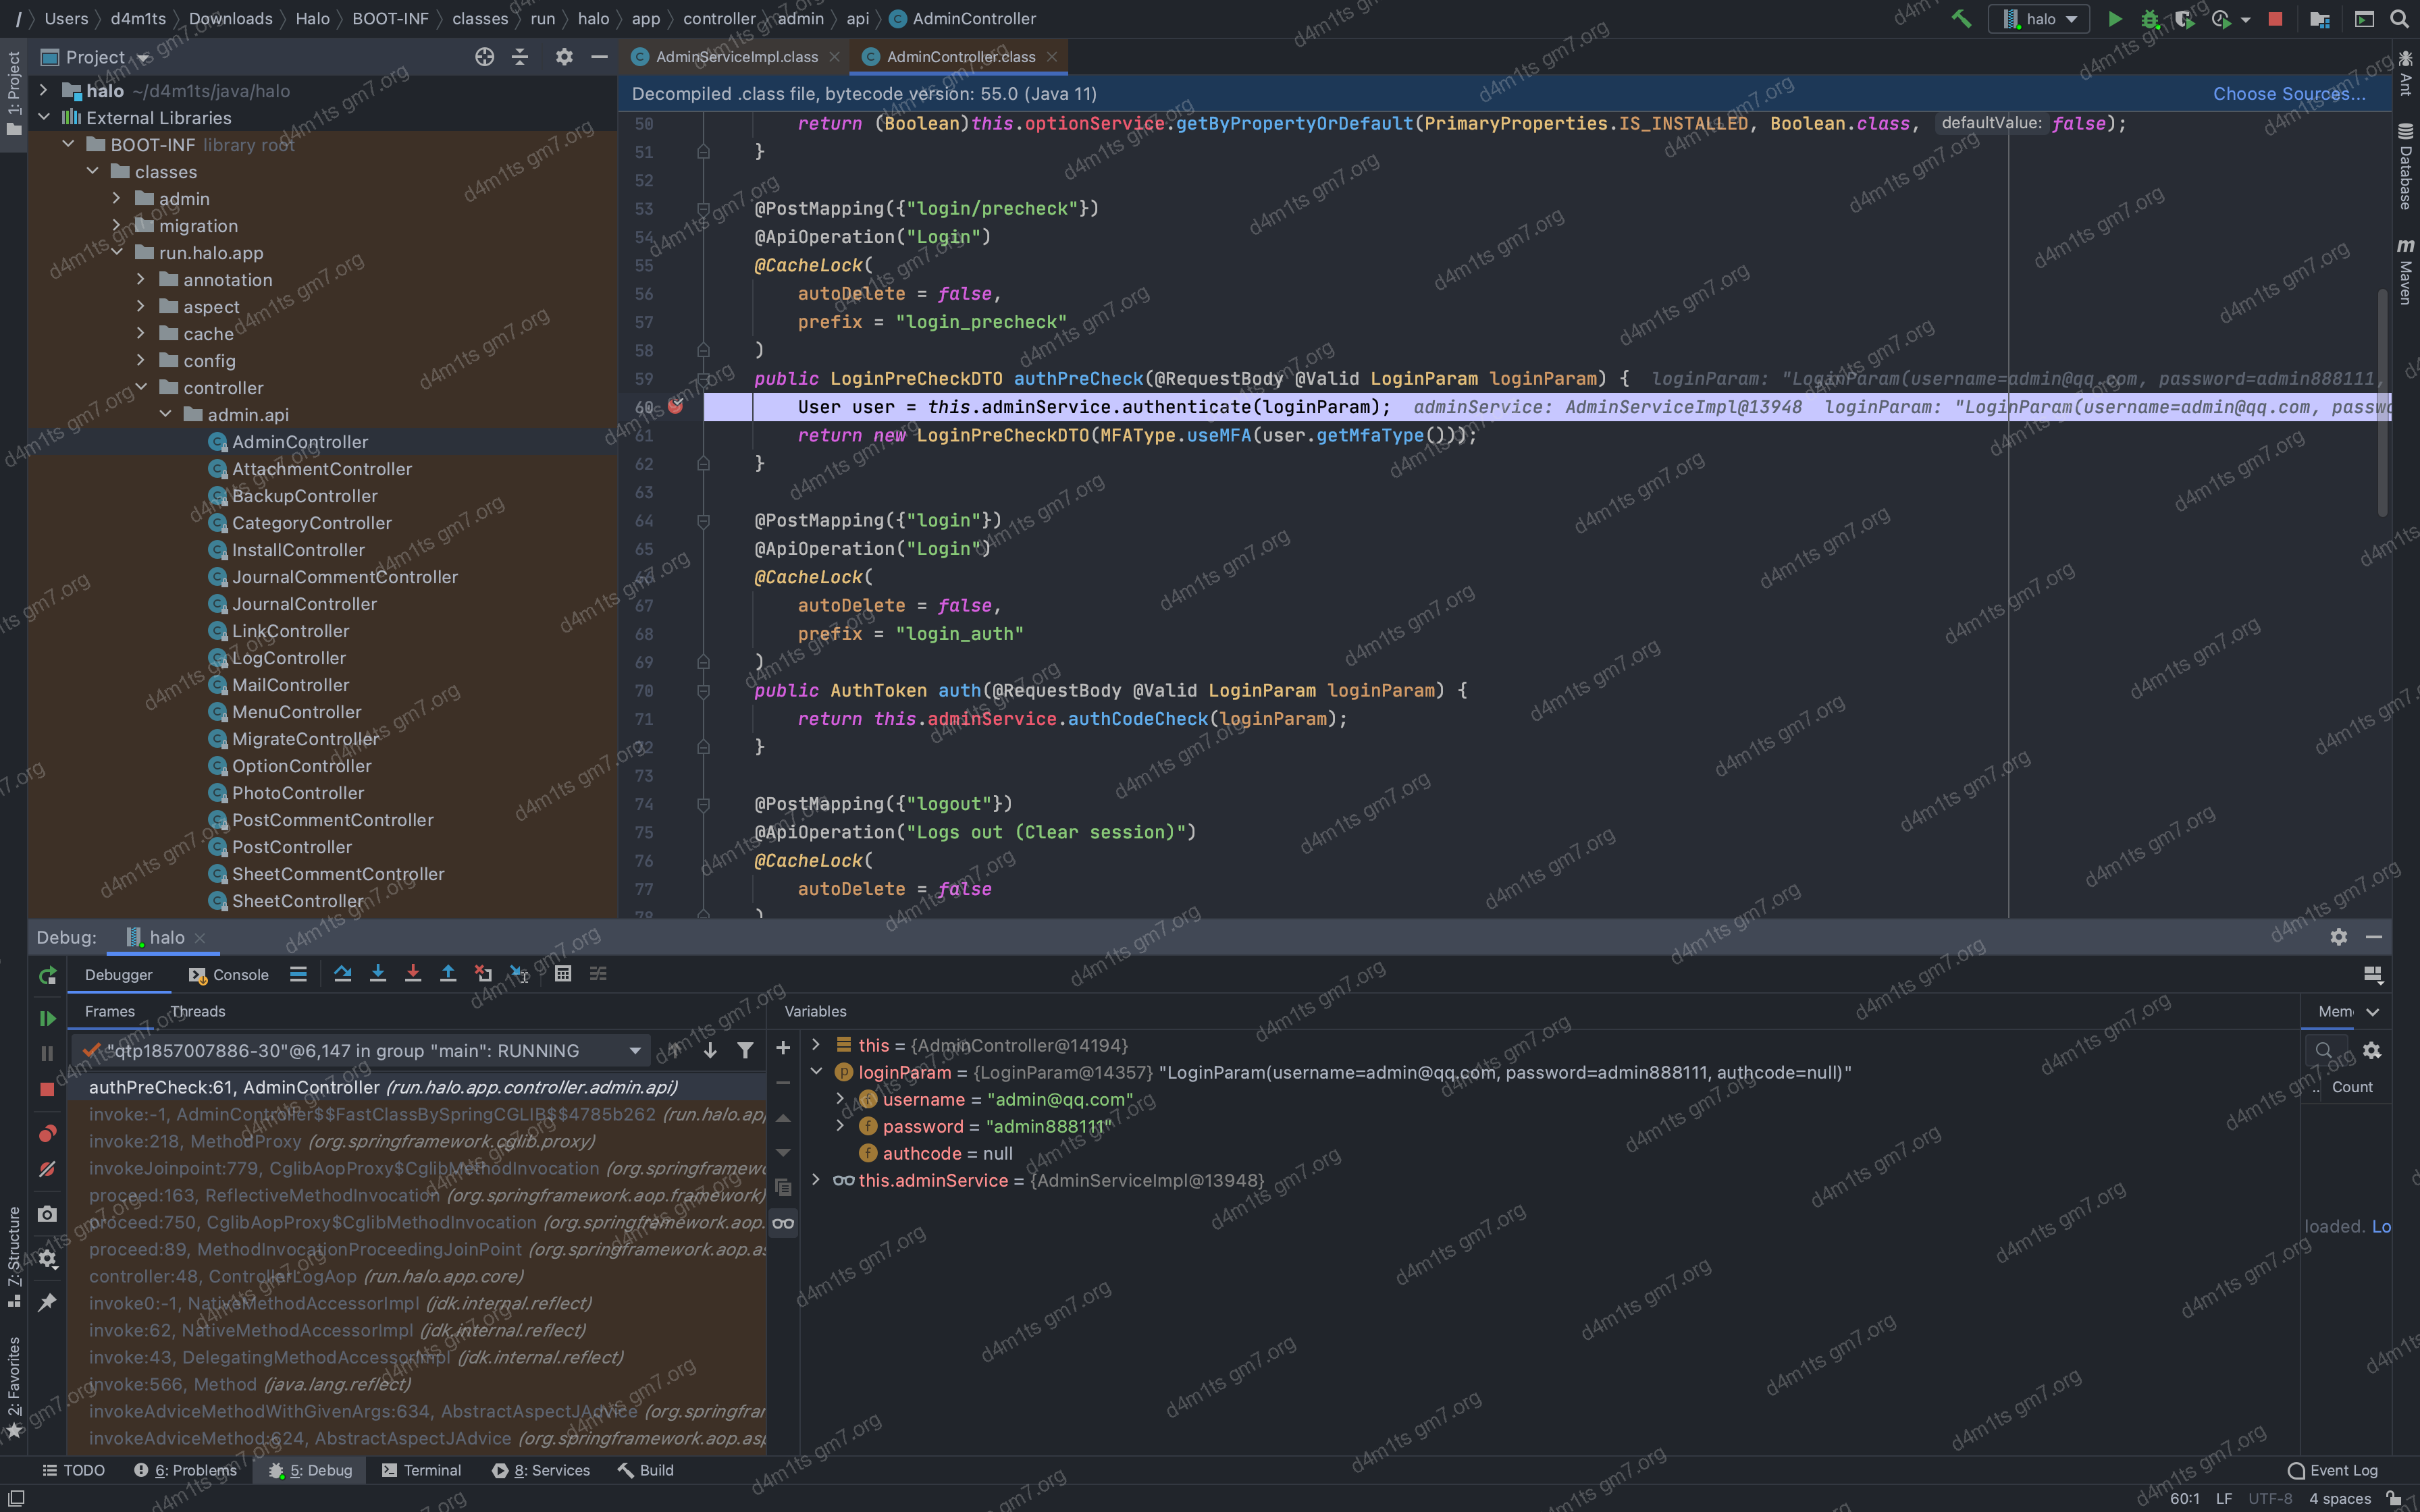 / Users d4m1ts Downloads Halo BOOT-INF classes run halo app controller admin api AdminController
halo
1: Project
Project
AdminServiceImpl.class
AdminController.class
Decompiled .class file, bytecode version: 55.0 (Java 11)
Choose Sources...
halo ~/d4m1ts/java/halo
External Libraries
BOOT-INF library root
classes
admin
migration
run.halo.app
annotation
aspect
cache
config
controller
admin.api
AdminController
AttachmentController
BackupController
CategoryController
InstallController
JournalCommentController
JournalController
LinkController
LogController
MailController
MenuController
MigrateController
OptionController
PhotoController
PostCommentController
PostController
SheetCommentController
SheetController
50 return (Boolean)this.optionService.getByPropertyOrDefault(PrimaryProperties.IS_INSTALLED, Boolean.class, defaultValue: false);
51 }
52
53 @PostMapping({"login/precheck"})
54 @ApiOperation("Login")
55 @CacheLock(
56 autoDelete = false,
57 prefix = "login_precheck"
58 )
59 public LoginPreCheckDTO authPreCheck(@RequestBody @Valid LoginParam loginParam) { loginParam: "LoginParam(username=admin@qq.com, password=admin888111,
60 User user = this.adminService.authenticate(loginParam); adminService: AdminServiceImpl@13948 loginParam: "LoginParam(username=admin@qq.com, passw
61 return new LoginPreCheckDTO(MFAType.useMFA(user.getMfaType()));
62 }
63
64 @PostMapping({"login"})
65 @ApiOperation("Login")
66 @CacheLock(
67 autoDelete = false,
68 prefix = "login_auth"
69 )
70 public AuthToken auth(@RequestBody @Valid LoginParam loginParam) {
71 return this.adminService.authCodeCheck(loginParam);
72 }
73
74 @PostMapping({"logout"})
75 @ApiOperation("Logs out (Clear session)")
76 @CacheLock(
77 autoDelete = false
78 )
Ant
Database
Maven
Debug: halo
Debugger
Console
Frames
Threads
"qtp1857007886-30"@6,147 in group "main": RUNNING
authPreCheck:61, AdminController (run.halo.app.controller.admin.api)
invoke:-1, AdminController$$FastClassBySpringCGLIB$$4785b262 (run.halo.app
invoke:218, MethodProxy (org.springframework.cglib.proxy)
invokeJoinpoint:779, CglibAopProxy$CglibMethodInvocation (org.springframew
proceed:163, ReflectiveMethodInvocation (org.springframework.aop.framework)
proceed:750, CglibAopProxy$CglibMethodInvocation (org.springframework.aop.
proceed:89, MethodInvocationProceedingJoinPoint (org.springframework.aop.as
controller:48, ControllerLogAop (run.halo.app.core)
invoke0:-1, NativeMethodAccessorImpl (jdk.internal.reflect)
invoke:62, NativeMethodAccessorImpl (jdk.internal.reflect)
invoke:43, DelegatingMethodAccessorImpl (jdk.internal.reflect)
invoke:566, Method (java.lang.reflect)
invokeAdviceMethodWithGivenArgs:634, AbstractAspectJAdvice (org.springfram
invokeAdviceMethod:624, AbstractAspectJAdvice (org.springframework.aop.asp
Variables
this = {AdminController@14194}
loginParam = {LoginParam@14357} "LoginParam(username=admin@qq.com, password=admin888111, authcode=null)"
username = "admin@qq.com"
password = "admin888111"
authcode = null
this.adminService = {AdminServiceImpl@13948}
Mem
Count
loaded. Lo
7: Structure
2: Favorites
TODO
6: Problems
5: Debug
Terminal
8: Services
Build
Event Log
60:1 LF UTF-8 4 spaces
d4m1ts gm7.org